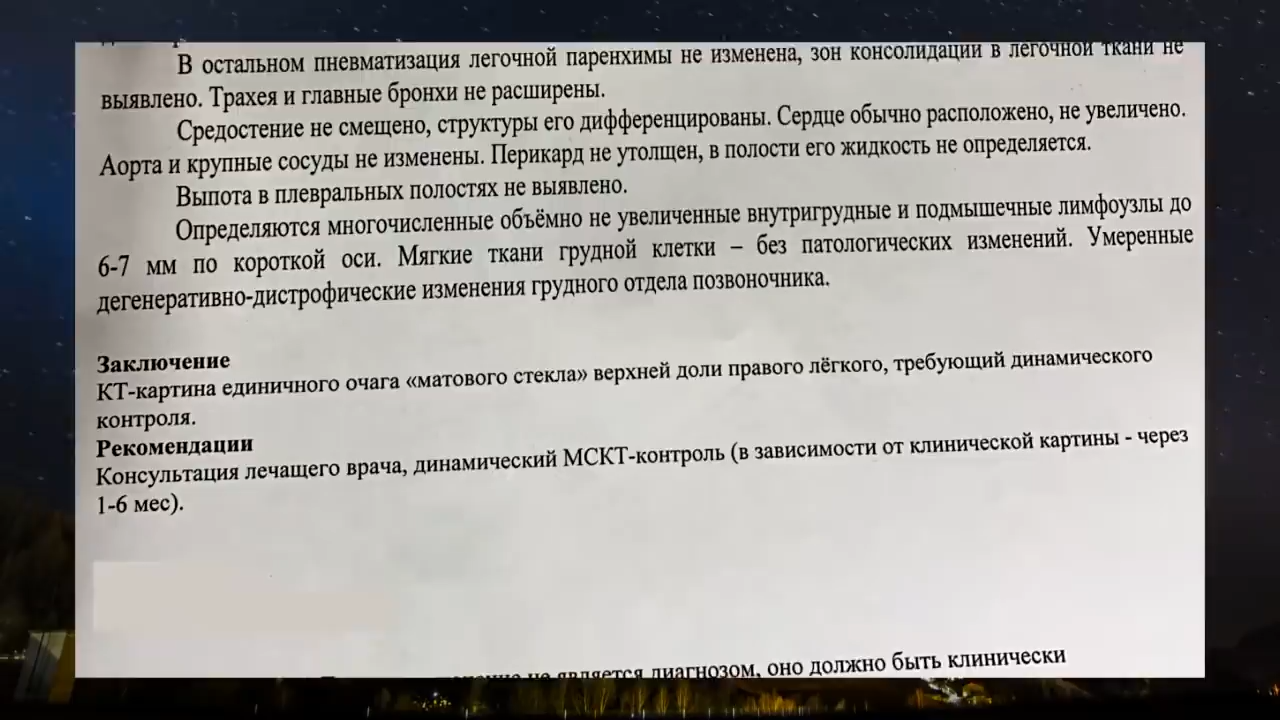 В остальном пневматизация легочной паренхимы не изменена, зон консолидации в легочной ткани не
выявлено. Трахея и главные бронхи не расширены.
Средостение не смещено, структуры его дифференцированы. Сердце обычно расположено, не увеличено.
Аорта и крупные сосуды не изменены. Перикард не утолщен, в полости его жидкость не определяется.
Выпота в плевральных полостях не выявлено.
Определяются многочисленные объёмно не увеличенные внутригрудные и подмышечные лимфоузлы до
6-7 мм по короткой оси. Мягкие ткани грудной клетки – без патологических изменений. Умеренные
дегенеративно-дистрофические изменения грудного отдела позвоночника.
Заключение
КТ-картина единичного очага «матового стекла» верхней доли правого лёгкого, требующий динамического
контроля.
Рекомендации
Консультация лечащего врача, динамический МСКТ-контроль (в зависимости от клинической картины - через
1-6 мес).
не является диагнозом, оно должно быть клинически